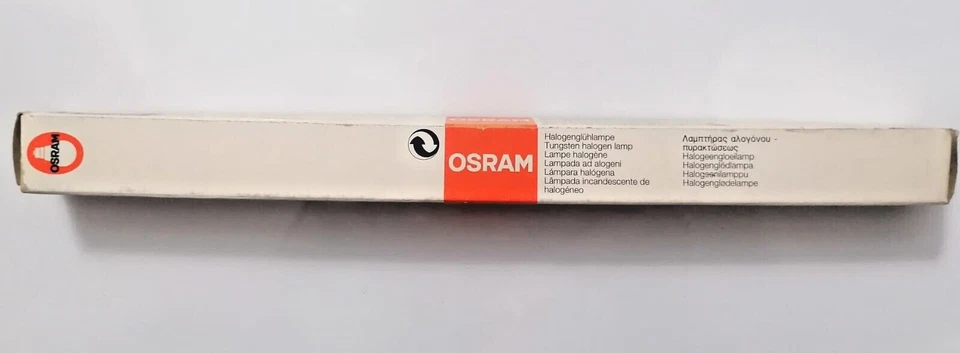 OSRAM
OSRAM
Halogenglühlampe
Tungsten halogen lamp
Lampe halogène
Lampada ad alogeni
Lámpara halógena
Lâmpada incandescente de
halogéneo
Λαμπτήρας αλογόνου -
πυρακτώσεως
Halogeengloeilamp
Halogenglödlampa
Halogeenilamppu
Halogenglødelampe